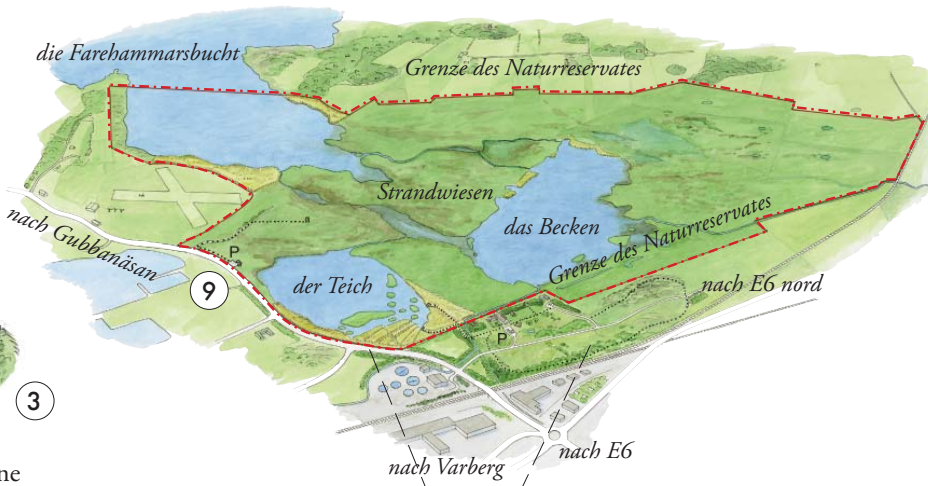 die Farehammarsbucht
Grenze des Naturreservates
Strandwiesen
das Becken
Grenze des Naturreservates
nach Gubbanäsan
P
9
der Teich
nach E6 nord
P
3
nach Varberg
nach E6
ne